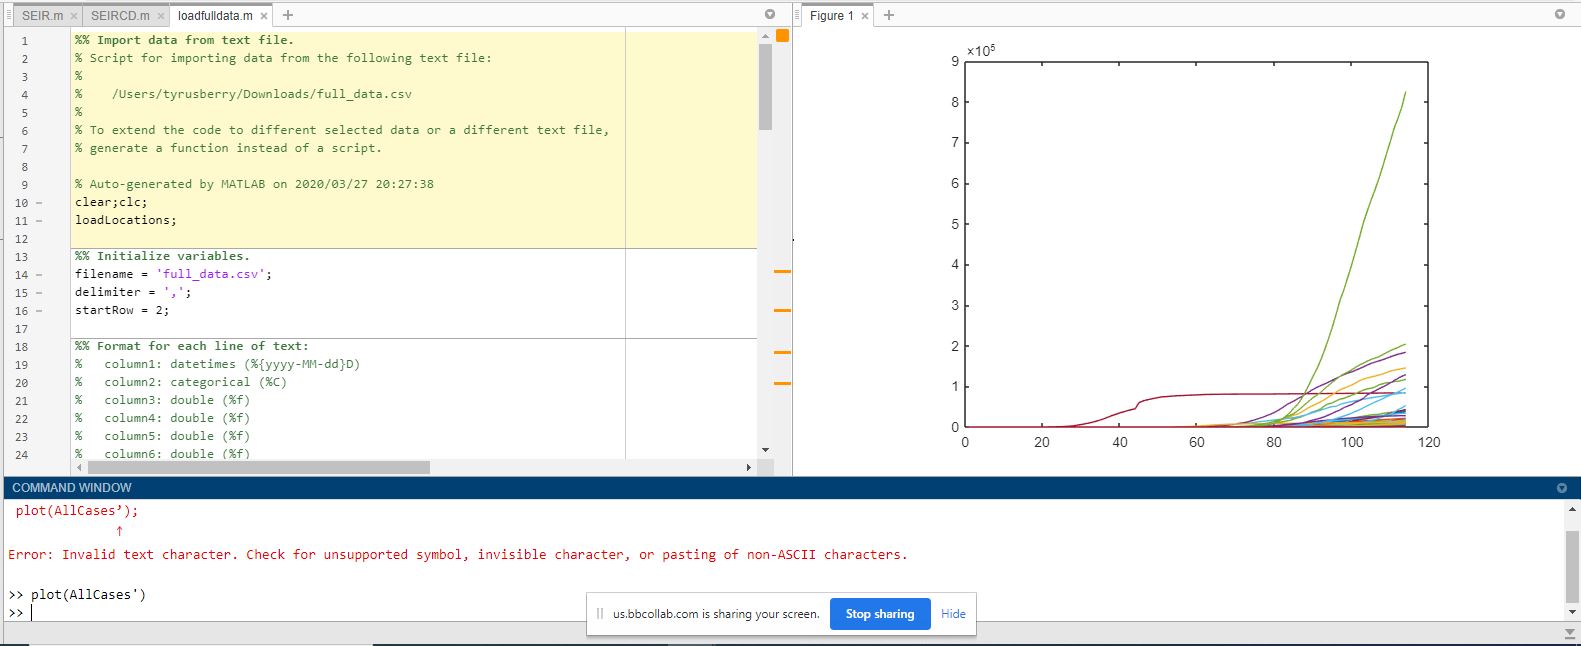 SEIR.m × SEIRCD.m × loadfulldata.m × +
Figure 1 × +
1 %% Import data from text file.
2 % Script for importing data from the following text file:
3 %
4 % /Users/tyrusberry/Downloads/full_data.csv
5 %
6 % To extend the code to different selected data or a different text file,
7 % generate a function instead of a script.
8
9 % Auto-generated by MATLAB on 2020/03/27 20:27:38
10 – clear;clc;
11 – loadLocations;
12
13 %% Initialize variables.
14 – filename = 'full_data.csv';
15 – delimiter = ',';
16 – startRow = 2;
17
18 %% Format for each line of text:
19 % column1: datetimes (%{yyyy-MM-dd}D)
20 % column2: categorical (%C)
21 % column3: double (%f)
22 % column4: double (%f)
23 % column5: double (%f)
24 % column6: double (%f)
×10⁵
9
8
7
6
5
4
3
2
1
0
0 20 40 60 80 100 120
COMMAND WINDOW
plot(AllCases’);
↑
Error: Invalid text character. Check for unsupported symbol, invisible character, or pasting of non-ASCII characters.
>> plot(AllCases')
>>
us.bbcollab.com is sharing your screen. Stop sharing Hide